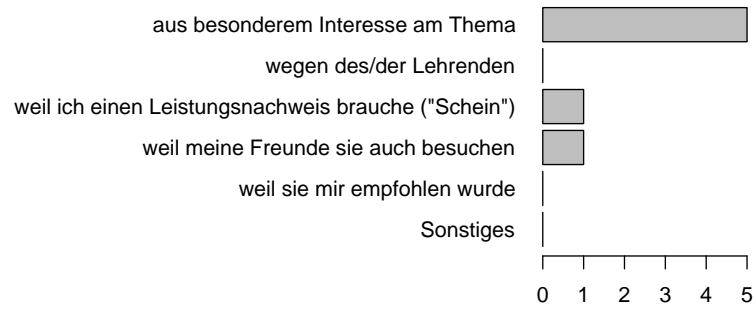 aus besonderem Interesse am Thema
wegen des/der Lehrenden
weil ich einen Leistungsnachweis brauche ("Schein")
weil meine Freunde sie auch besuchen
weil sie mir empfohlen wurde
Sonstiges
0 1 2 3 4 5